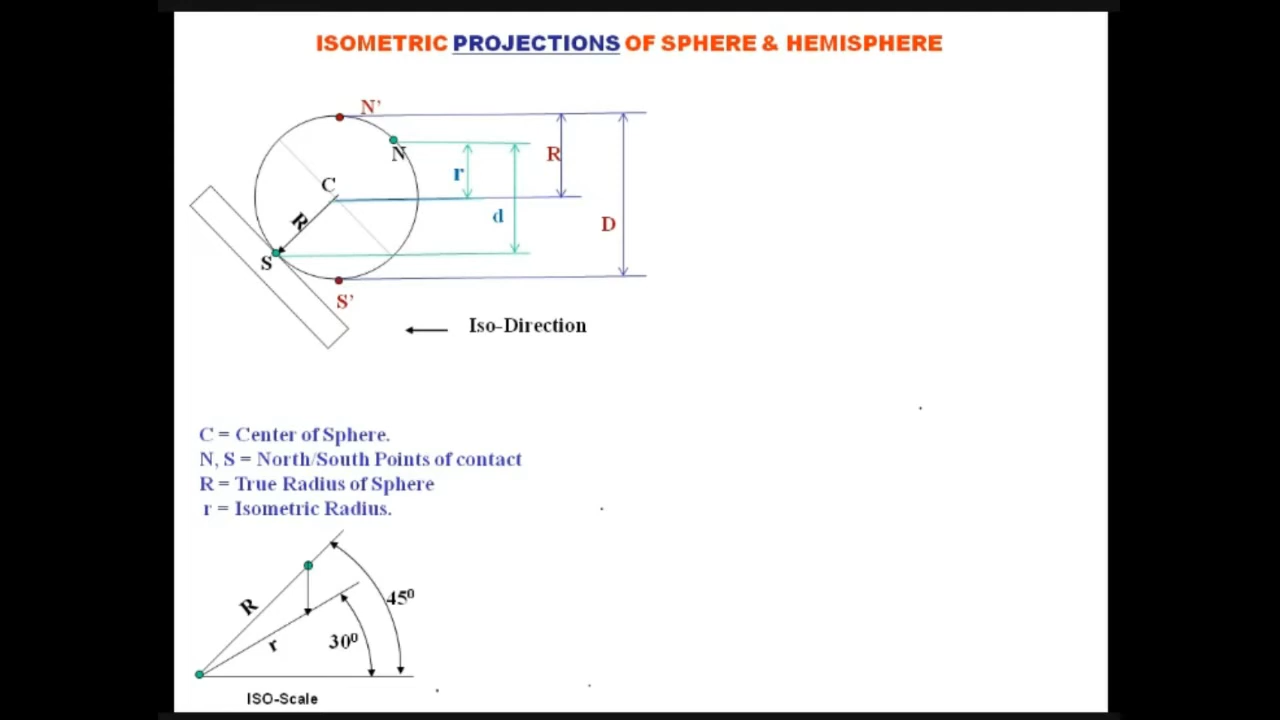 ISOMETRIC PROJECTIONS OF SPHERE & HEMISPHERE
N’
N
R
C
r
R
d
D
S
S’
Iso-Direction
C = Center of Sphere.
N, S = North/South Points of contact
R = True Radius of Sphere
r = Isometric Radius.
45⁰
R
30⁰
r
ISO-Scale